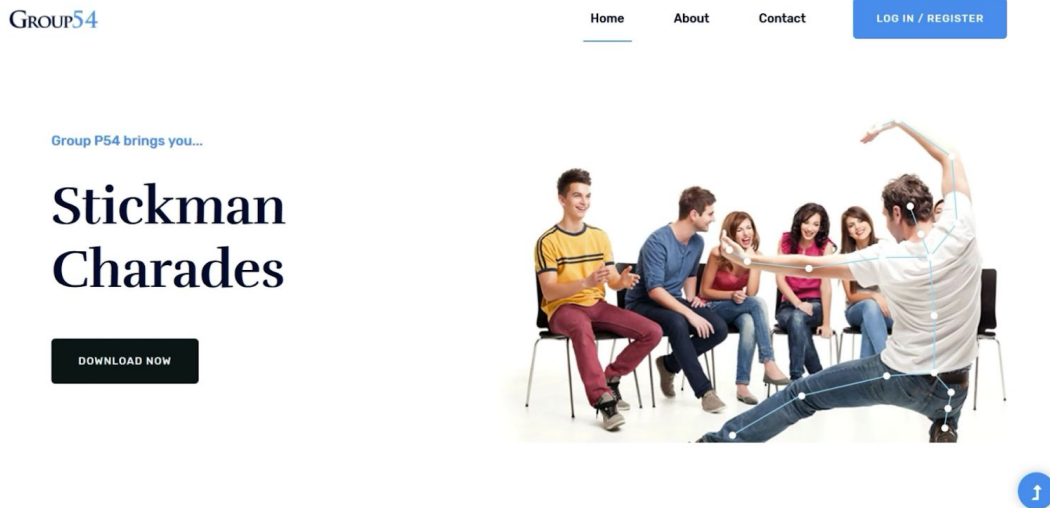 GROUP54
Home About Contact LOG IN / REGISTER
Group P54 brings you...
Stickman
Charades
DOWNLOAD NOW